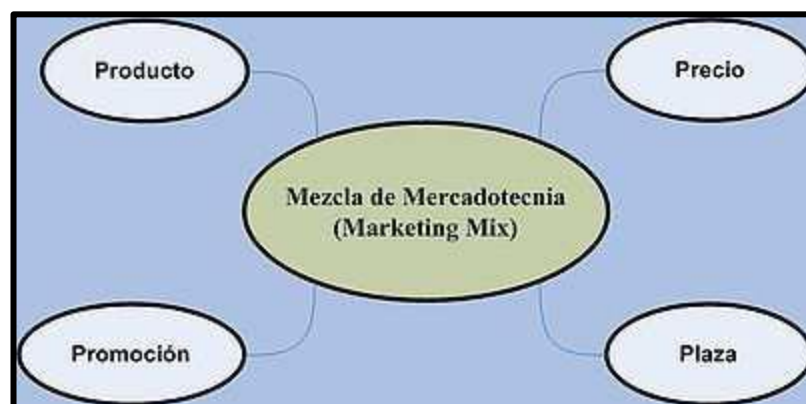 Producto
Precio
Mezcla de Mercadotecnia
(Marketing Mix)
Promoción
Plaza